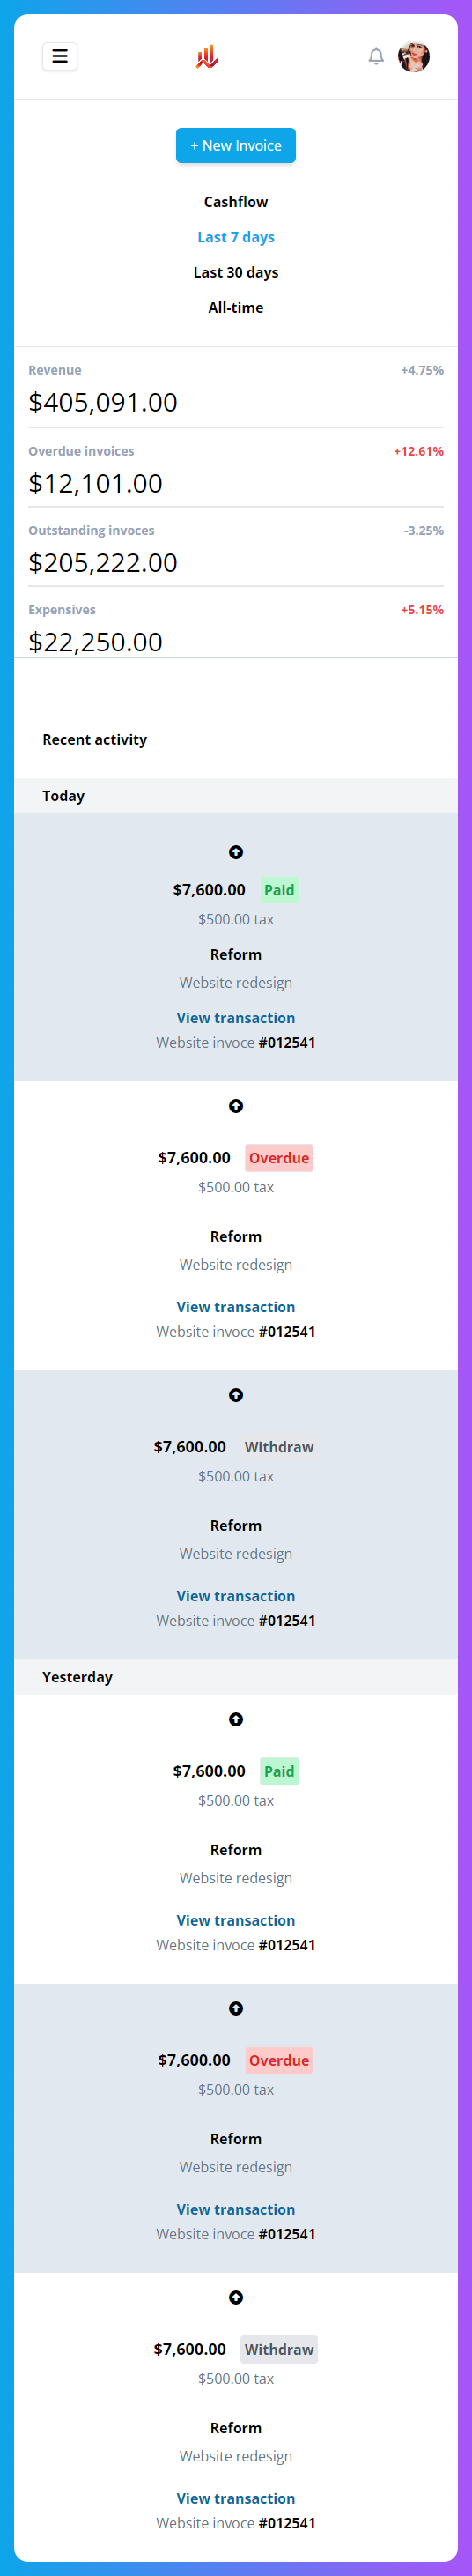 + New Invoice
Cashflow
Last 7 days
Last 30 days
All-time
Revenue +4.75%
$405,091.00
Overdue invoices +12.61%
$12,101.00
Outstanding invoces -3.25%
$205,222.00
Expensives +5.15%
$22,250.00
Recent activity
Today
$7,600.00 Paid
$500.00 tax
Reform
Website redesign
View transaction
Website invoce #012541
$7,600.00 Overdue
$500.00 tax
Reform
Website redesign
View transaction
Website invoce #012541
$7,600.00 Withdraw
$500.00 tax
Reform
Website redesign
View transaction
Website invoce #012541
Yesterday
$7,600.00 Paid
$500.00 tax
Reform
Website redesign
View transaction
Website invoce #012541
$7,600.00 Overdue
$500.00 tax
Reform
Website redesign
View transaction
Website invoce #012541
$7,600.00 Withdraw
$500.00 tax
Reform
Website redesign
View transaction
Website invoce #012541